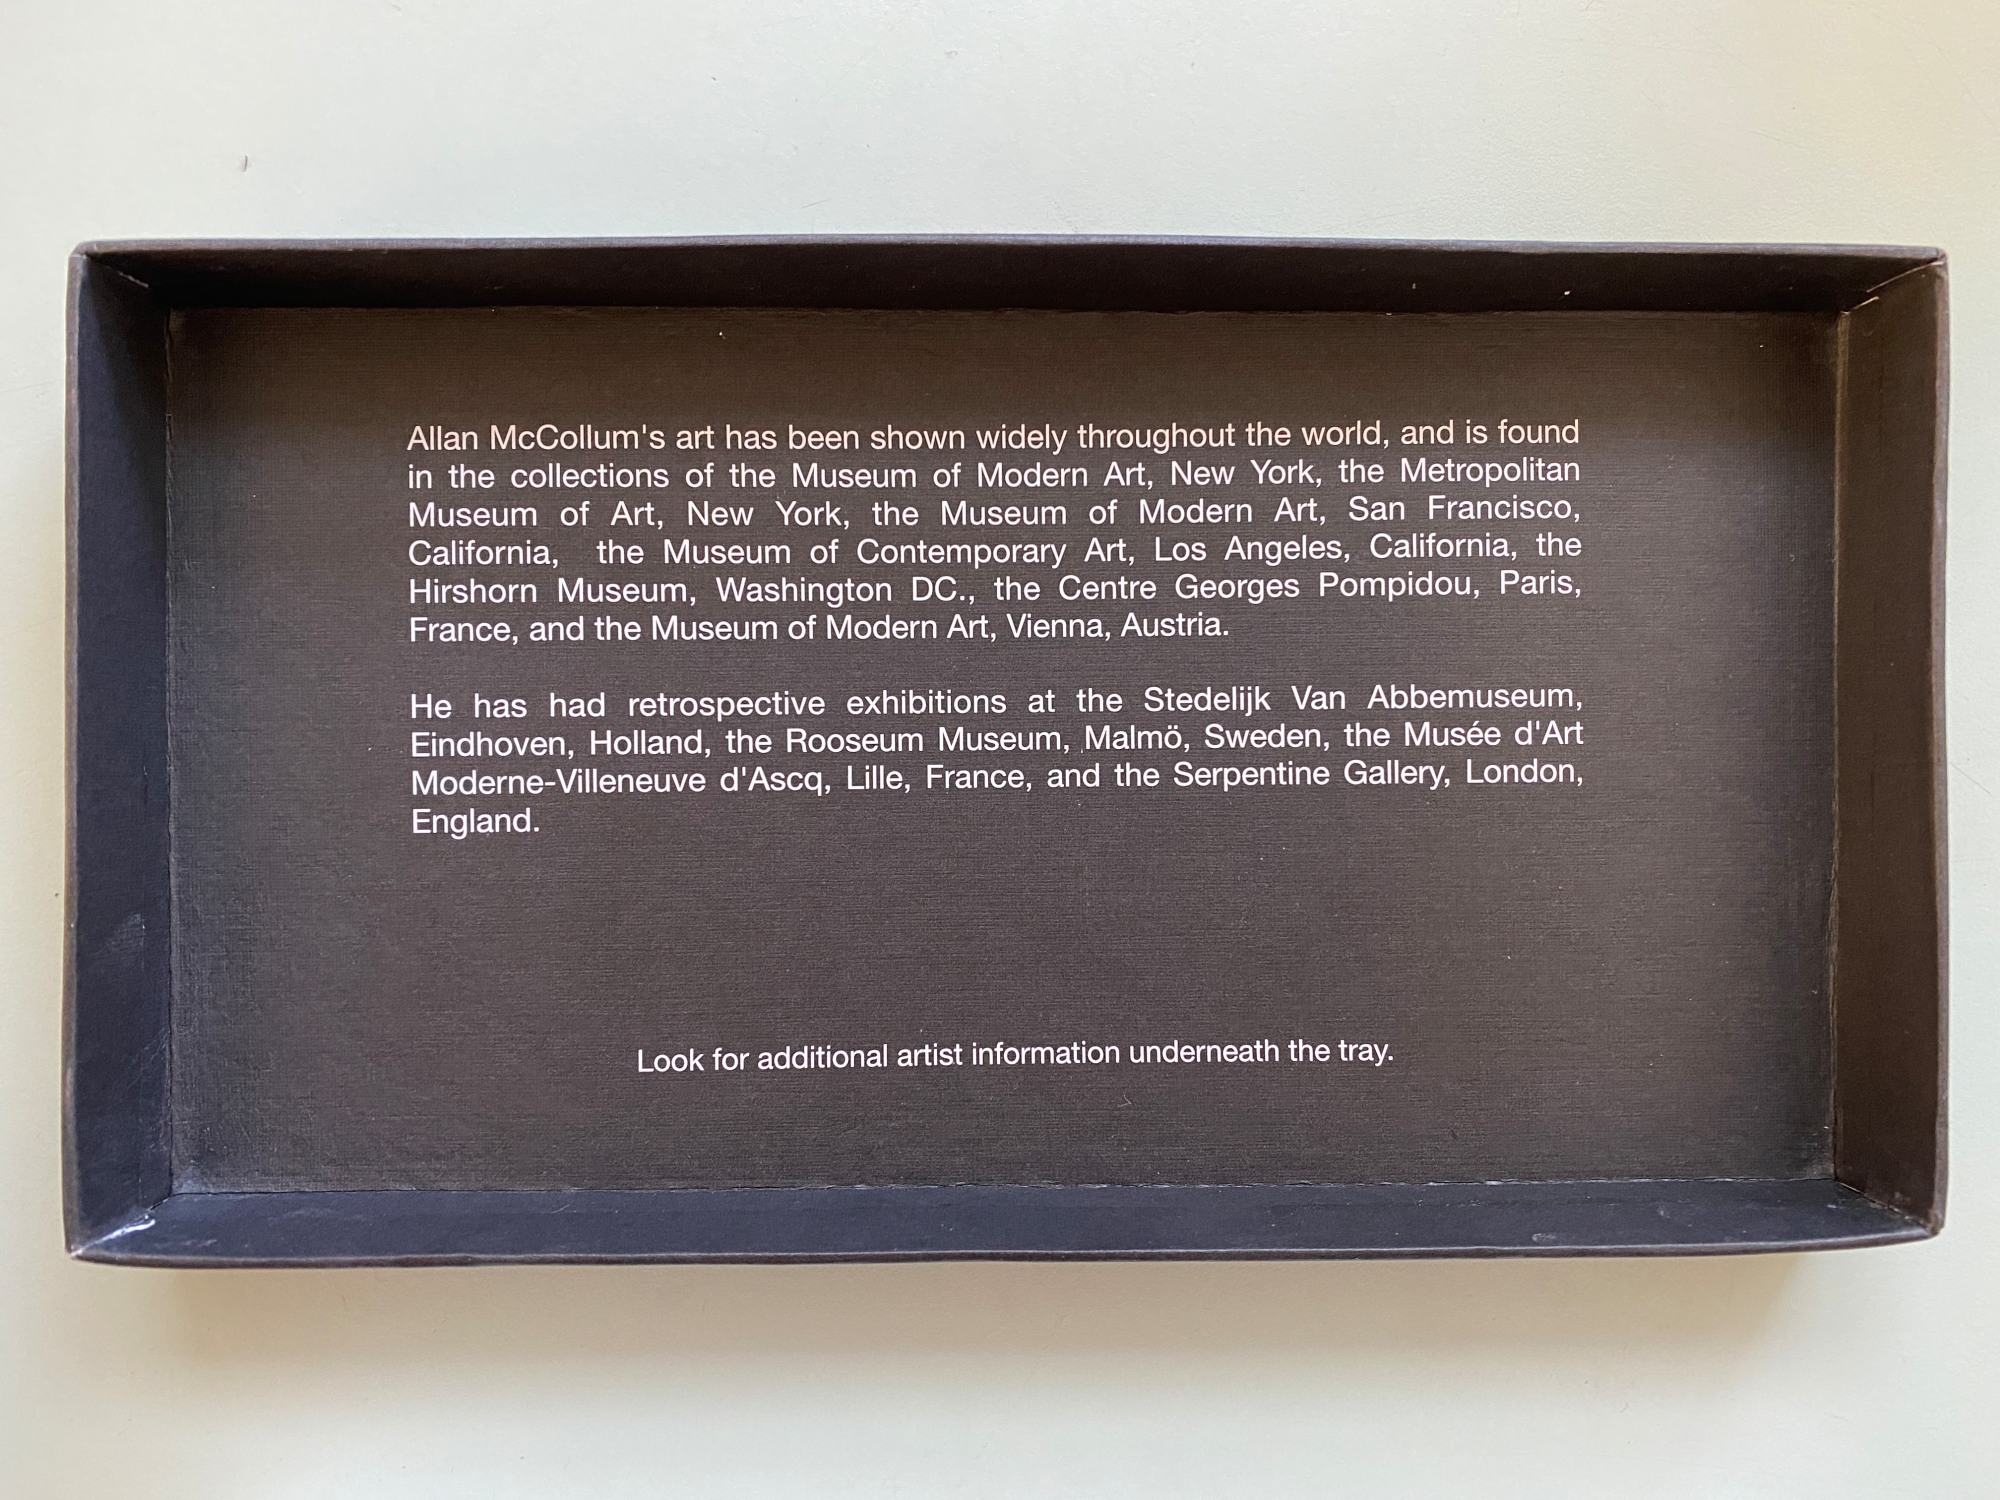 Allan McCollum's art has been shown widely throughout the world, and is found
in the collections of the Museum of Modern Art, New York, the Metropolitan
Museum of Art, New York, the Museum of Modern Art, San Francisco,
California, the Museum of Contemporary Art, Los Angeles, California, the
Hirshorn Museum, Washington DC., the Centre Georges Pompidou, Paris,
France, and the Museum of Modern Art, Vienna, Austria.
He has had retrospective exhibitions at the Stedelijk Van Abbemuseum,
Eindhoven, Holland, the Rooseum Museum, Malmö, Sweden, the Musée d'Art
Moderne-Villeneuve d'Ascq, Lille, France, and the Serpentine Gallery, London,
England.
Look for additional artist information underneath the tray.